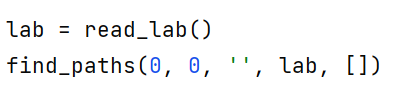 lab = read_lab()
find_paths(0, 0, '', lab, [])